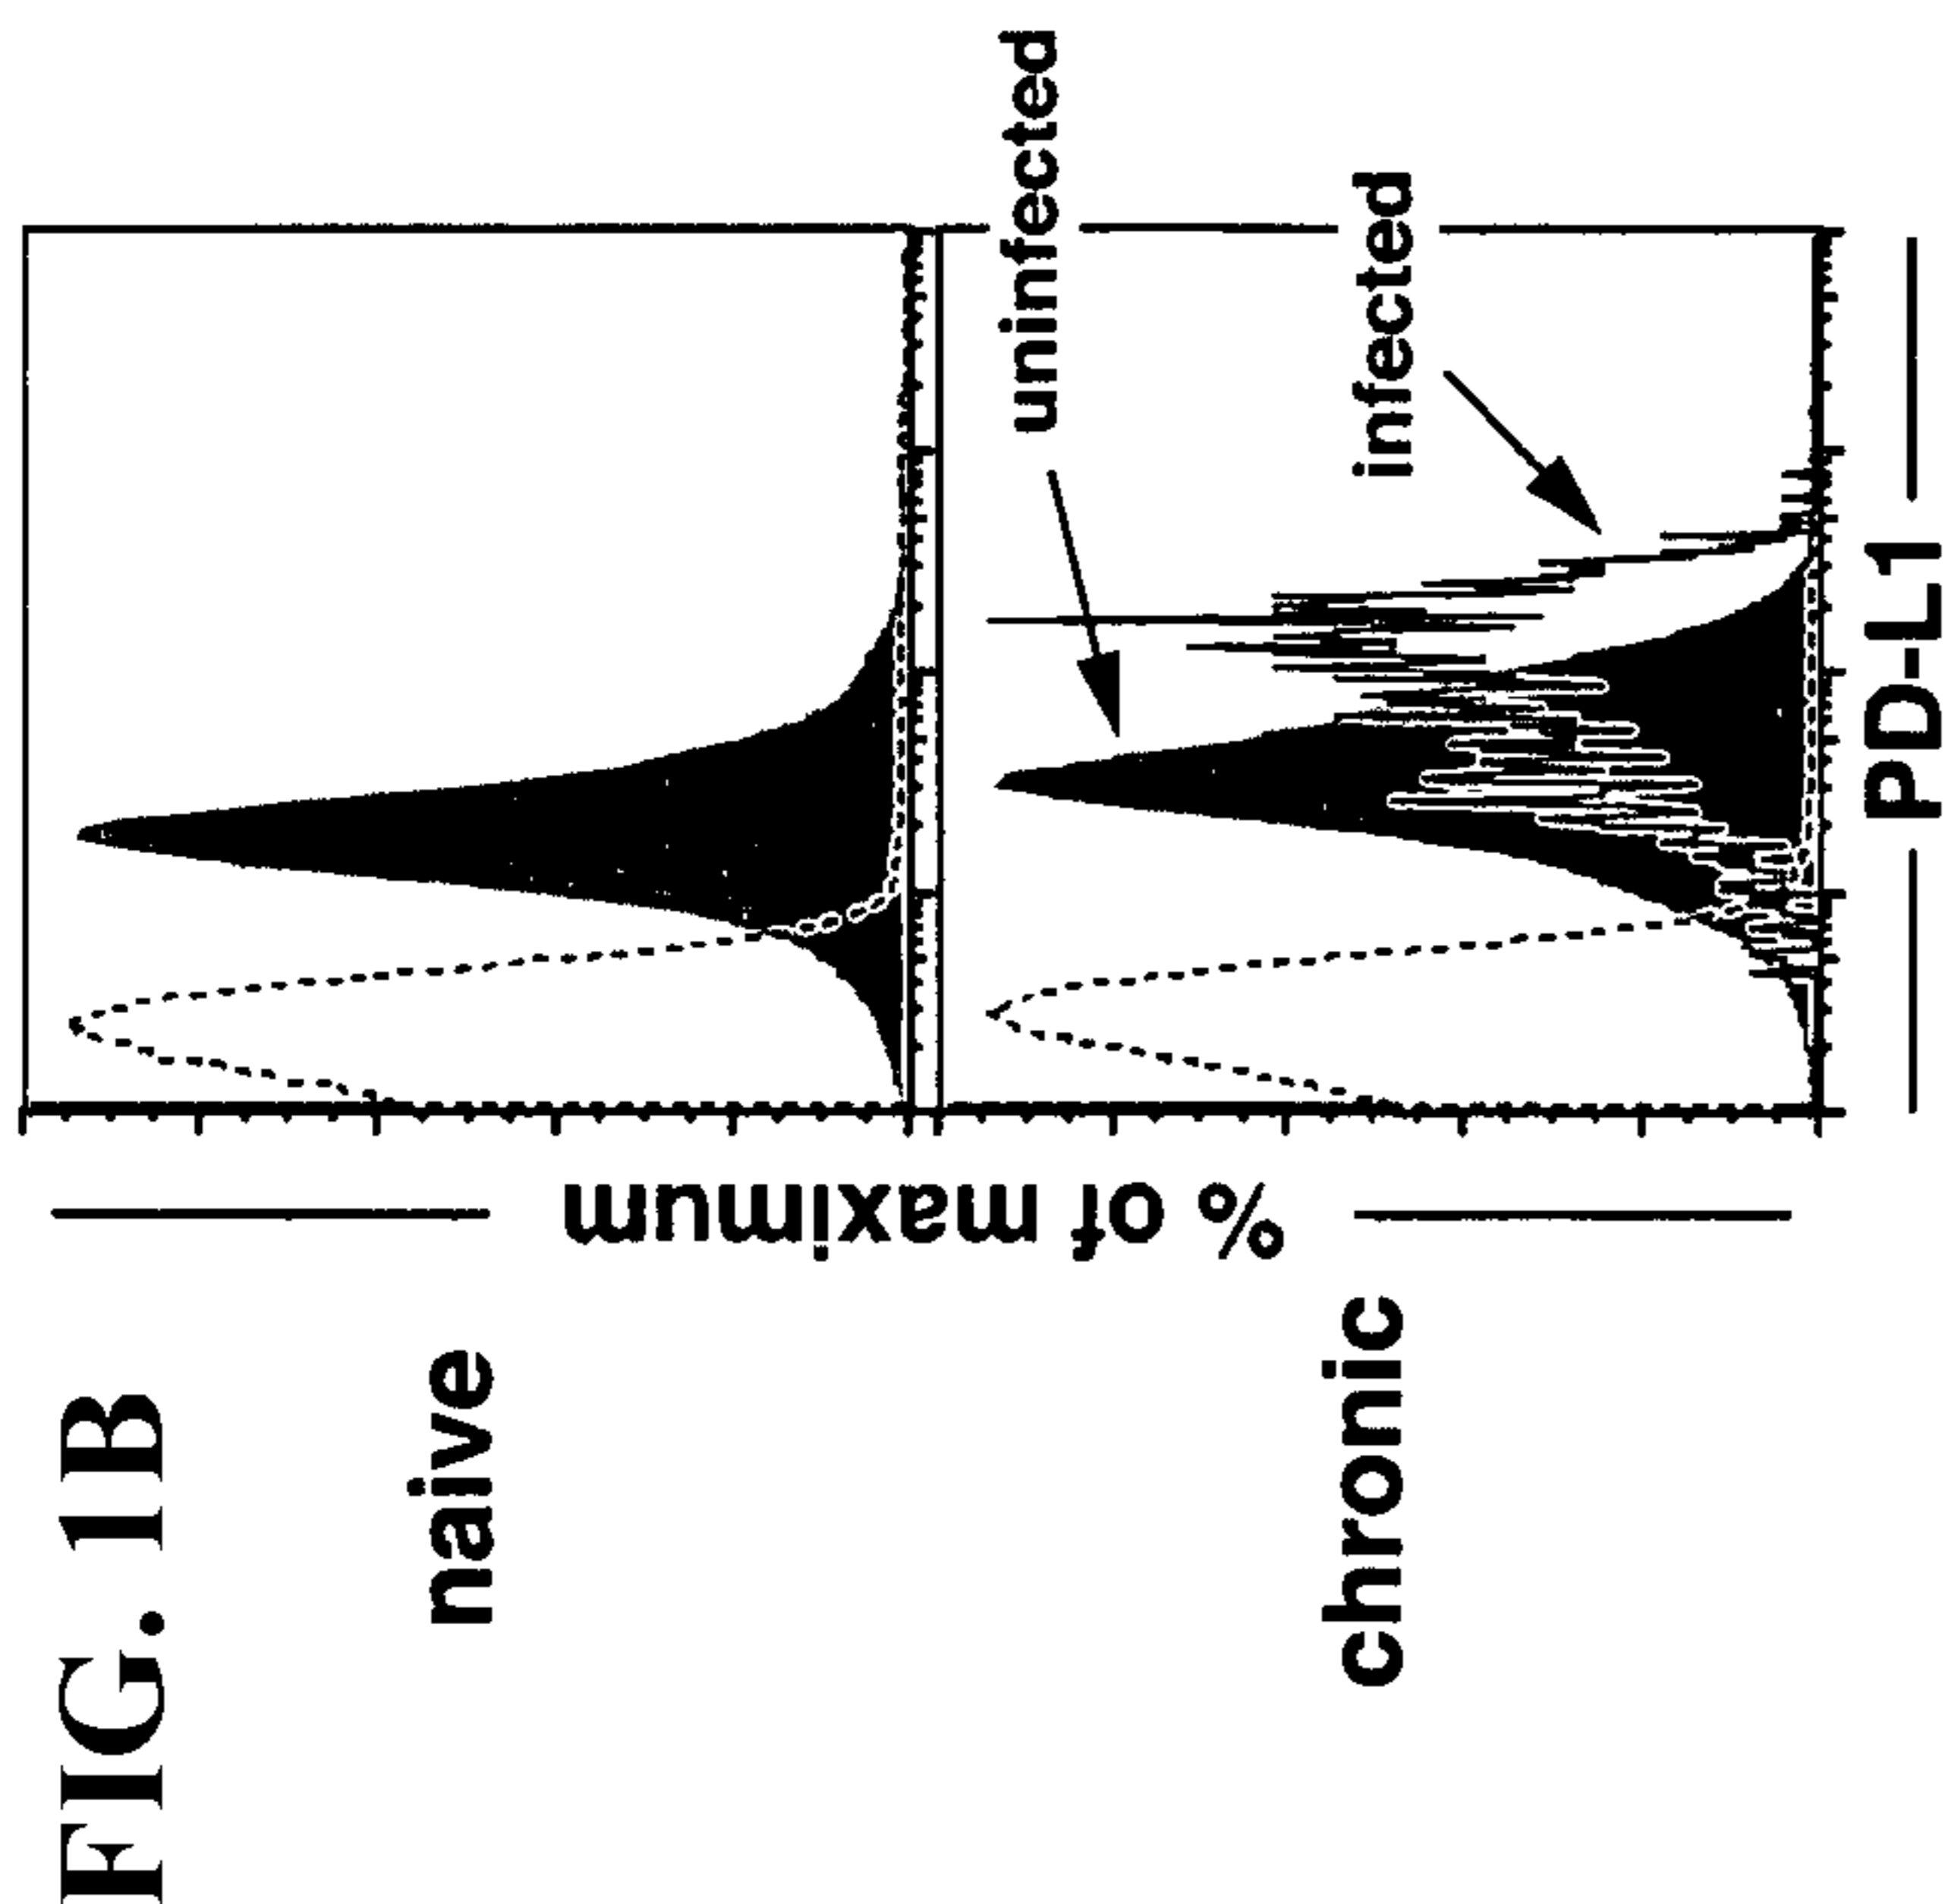 FIG. 1B
naive
% of maximum
uninfected
infected
chronic
PD-L1